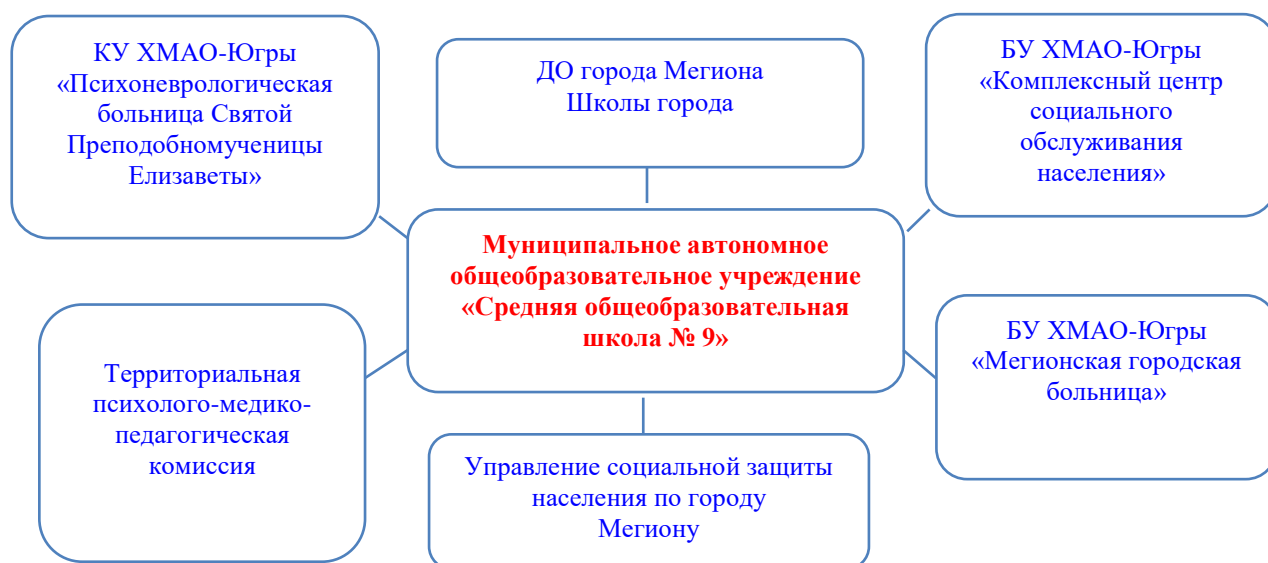 КУ ХМАО-Югры
«Психоневрологическая
больница Святой
Преподобномученицы
Елизаветы»
ДО города Мегиона
Школы города
БУ ХМАО-Югры
«Комплексный центр
социального
обслуживания
населения»
Муниципальное автономное
общеобразовательное учреждение
«Средняя общеобразовательная
школа № 9»
Территориальная
психолого-медико-
педагогическая
комиссия
Управление социальной защиты
населения по городу
Мегиону
БУ ХМАО-Югры
«Мегионская городская
больница»